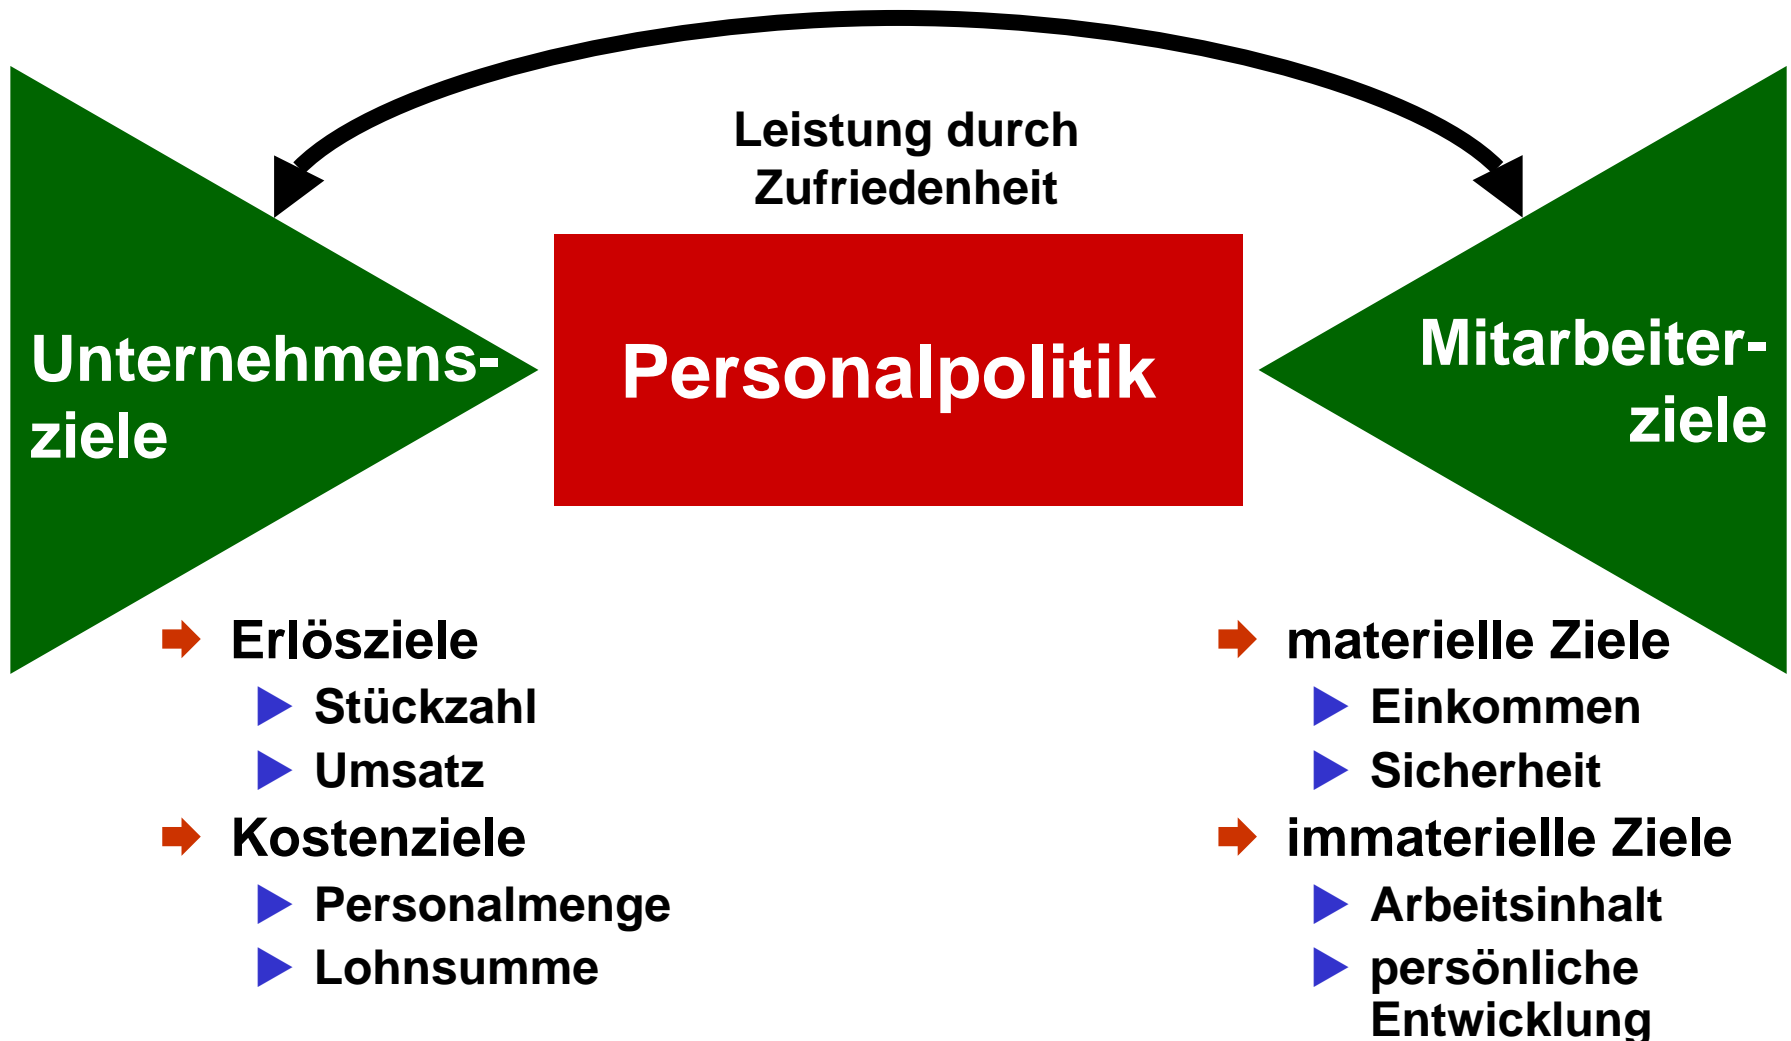 Leistung durch
Zufriedenheit
Unternehmens-
ziele
Personalpolitik
Mitarbeiter-
ziele
Erlösziele
Stückzahl
Umsatz
Kostenziele
Personalmenge
Lohnsumme
materielle Ziele
Einkommen
Sicherheit
immaterielle Ziele
Arbeitsinhalt
persönliche
Entwicklung